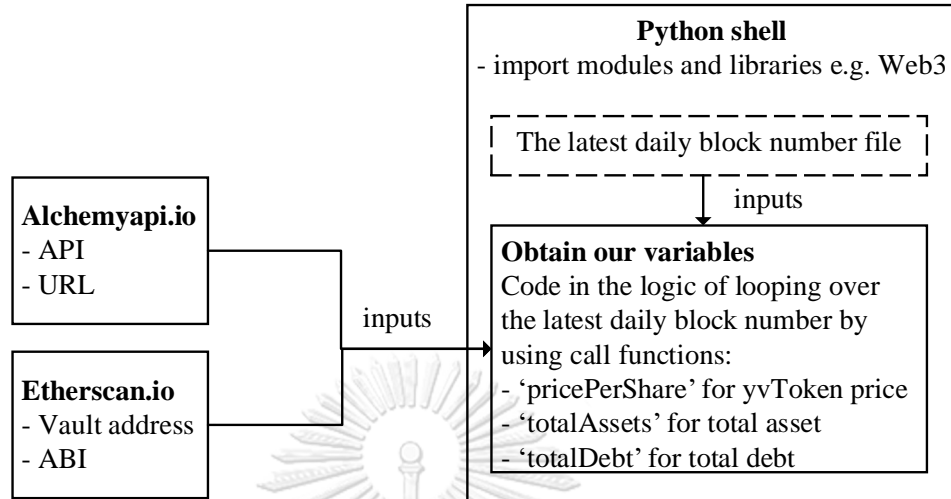 Python shell
- import modules and libraries e.g. Web3
The latest daily block number file
inputs
Alchemyapi.io
- API
- URL
Etherscan.io
- Vault address
- ABI
inputs
Obtain our variables
Code in the logic of looping over
the latest daily block number by
using call functions:
- ‘pricePerShare’ for yvToken price
- ‘totalAssets’ for total asset
- ‘totalDebt’ for total debt